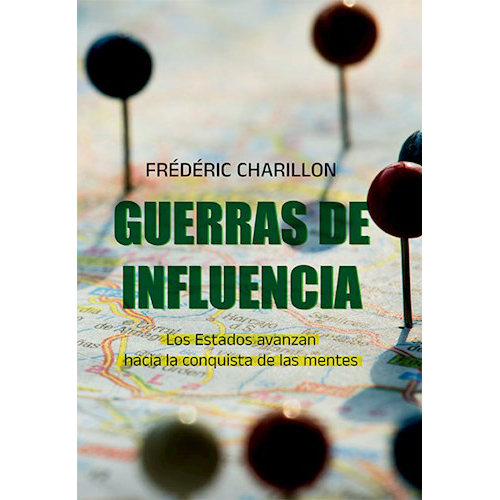 FRÉDÉRIC CHARILLON
GUERRAS DE
INFLUENCIA
Los Estados avanzan
hacia la conquista de las mentes